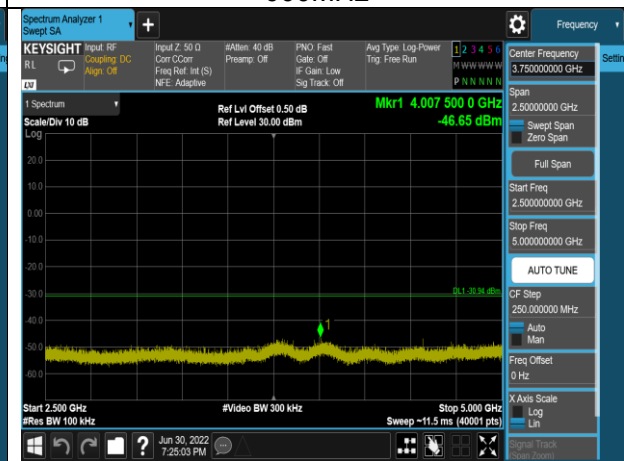 Spectrum Analyzer 1
Swept SA
+
Frequency
KEYSIGHT
RL
Input: RF
Coupling: DC
Align: Off
Input Z: 50 Ω
Corr CCorr
Freq Ref: Int (S)
NFE: Adaptive
#Atten: 40 dB
Preamp: Off
PNO: Fast
Gate: Off
IF Gain: Low
Sig Track: Off
Avg Type: Log-Power
Trig: Free Run
1 2 3 4 5 6
M W W W W W
P N N N N N
Center Frequency
3.750000000 GHz
Settin
Span
2.50000000 GHz
Swept Span
Zero Span
Full Span
Start Freq
2.500000000 GHz
Stop Freq
5.000000000 GHz
AUTO TUNE
CF Step
250.000000 MHz
Auto
Man
Freq Offset
0 Hz
X Axis Scale
Log
Lin
Signal Track
(Span Zoom)
1 Spectrum
Scale/Div 10 dB
Ref Lvl Offset 0.50 dB
Ref Level 30.00 dBm
Mkr1 4.007 500 0 GHz
-46.65 dBm
Log
20.0
10.0
0.00
-10.0
-20.0
-30.0
DL1 -30.94 dBm
-40.0
1
-50.0
-60.0
Start 2.500 GHz
#Video BW 300 kHz
Stop 5.000 GHz
#Res BW 100 kHz
Sweep ~11.5 ms (40001 pts)
?
Jun 30, 2022
7:25:03 PM